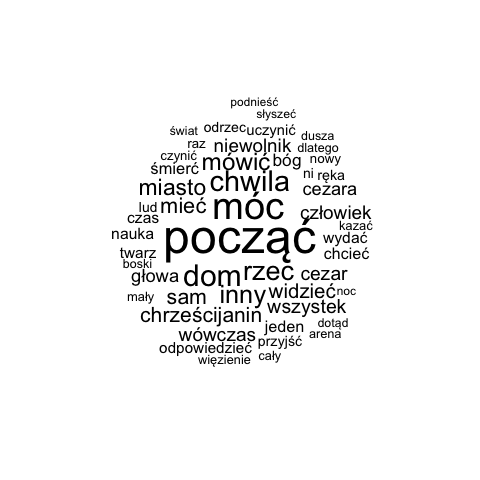 podnieść
słyszeć
świat odrzec uczynić
raz niewolnik dusza
dlatego
czynić mówić bóg nowy
śmierć chwila ni ręka
miasto cezara
lud mieć móc człowiek
czas kazać
nauka począć wydać
twarz chcieć
boski
głowa dom rzec cezar
mały sam inny widzieć noc
chrześcijanin wszystek
wówczas jeden dotąd
arena
odpowiedzieć przyjść
więzienie cały